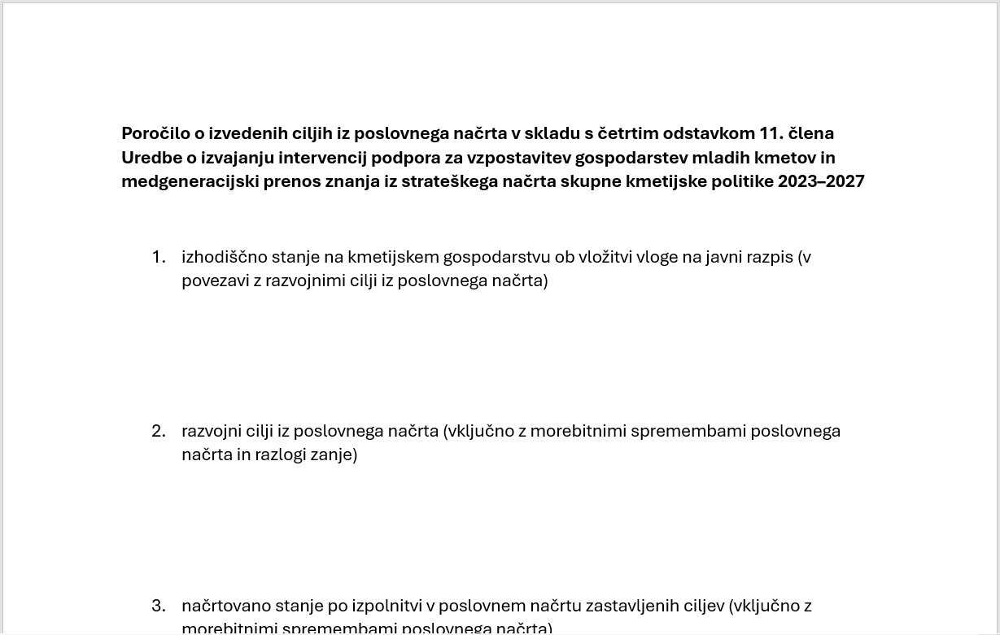 Poročilo o izvedenih ciljih iz poslovnega načrta v skladu s četrtim odstavkom 11. člena
Uredbe o izvajanju intervencij podpora za vzpostavitev gospodarstev mladih kmetov in
medgeneracijski prenos znanja iz strateškega načrta skupne kmetijske politike 2023–2027
1. izhodiščno stanje na kmetijskem gospodarstvu ob vložitvi vloge na javni razpis (v
povezavi z razvojnimi cilji iz poslovnega načrta)
2. razvojni cilji iz poslovnega načrta (vključno z morebitnimi spremembami poslovnega
načrta in razlogi zanje)
3. načrtovano stanje po izpolnitvi v poslovnem načrtu zastavljenih ciljev (vključno z
morebitnimi spremembami poslovnega načrta)